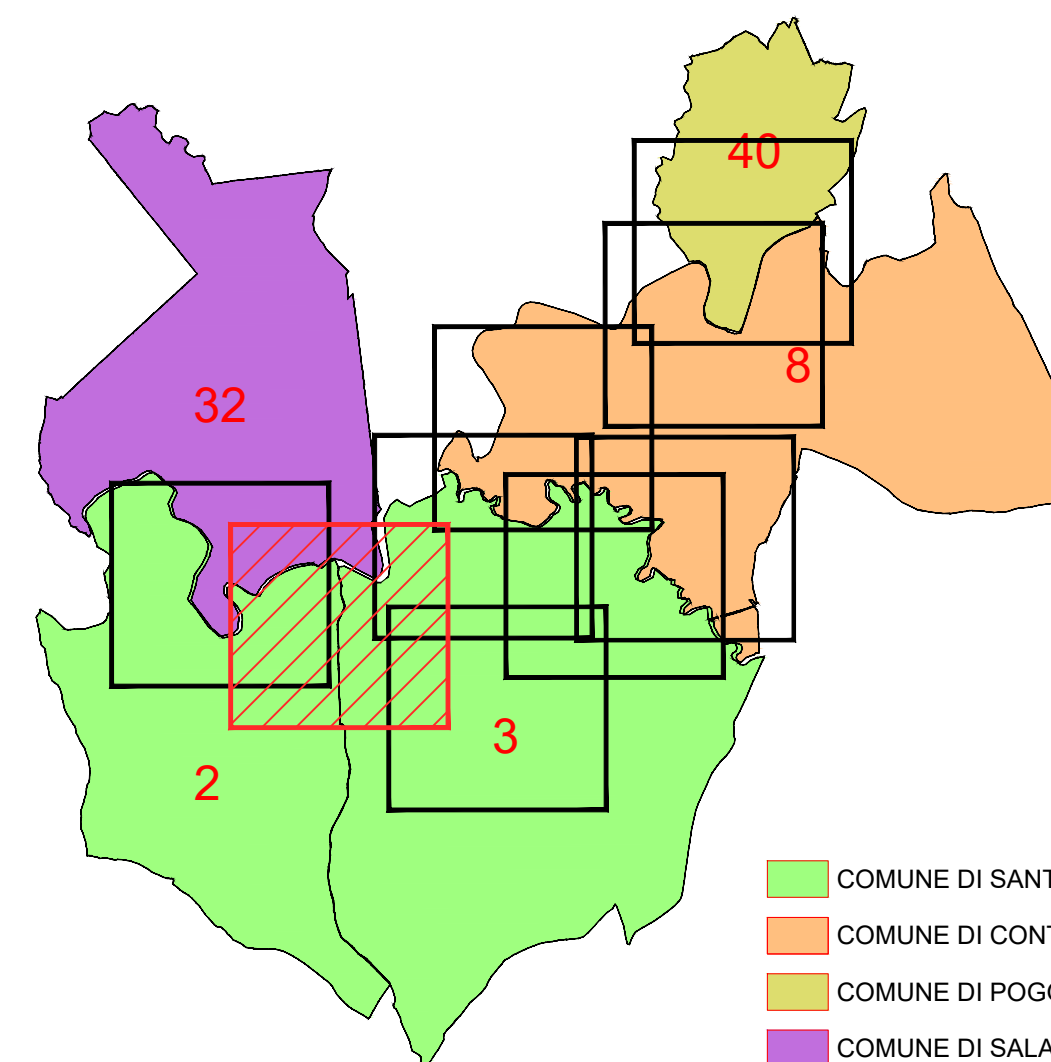 40
8
32
3
2
COMUNE DI SANT
COMUNE DI CONT
COMUNE DI POGG
COMUNE DI SALA